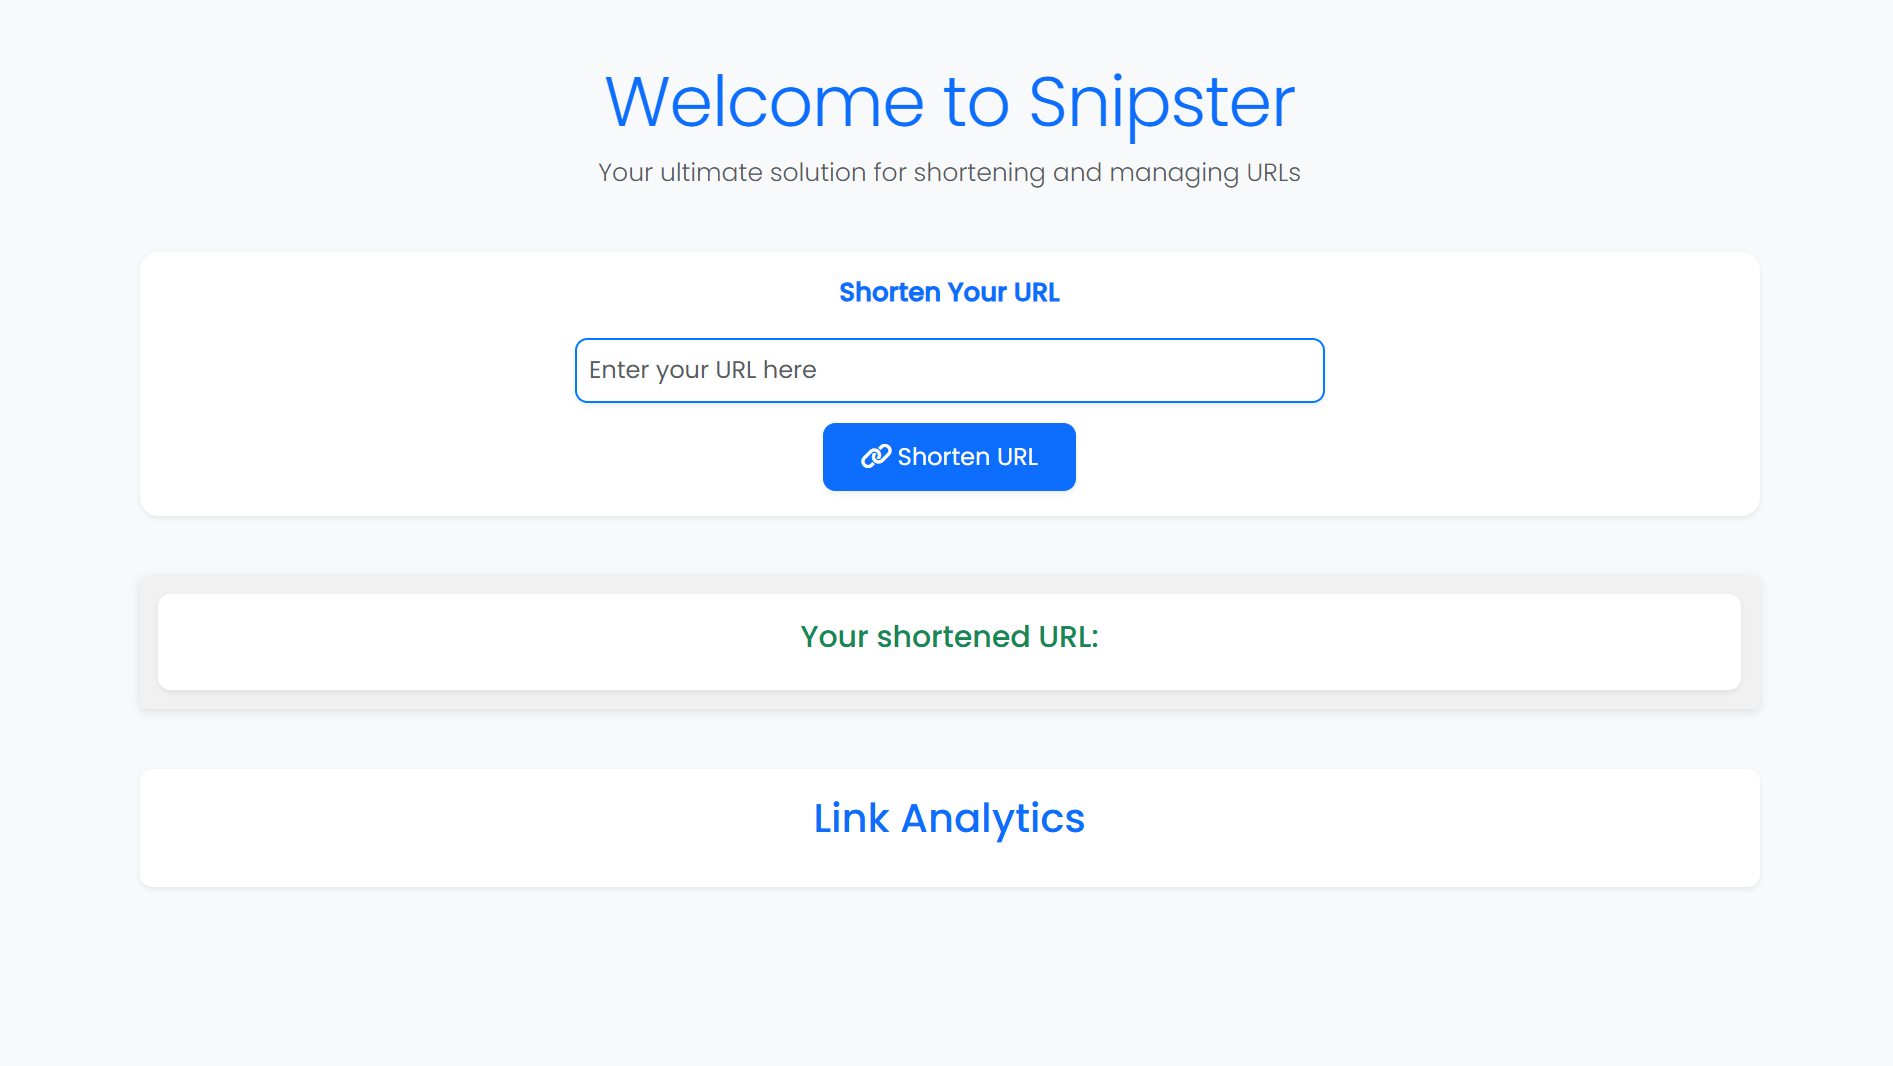 Welcome to Snipster
Your ultimate solution for shortening and managing URLs
Shorten Your URL
Enter your URL here
Shorten URL
Your shortened URL:
Link Analytics